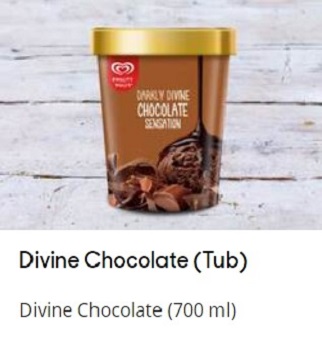 DARKLY DIVINE
CHOCOLATE
SENSATION
Divine Chocolate (Tub)
Divine Chocolate (700 ml)